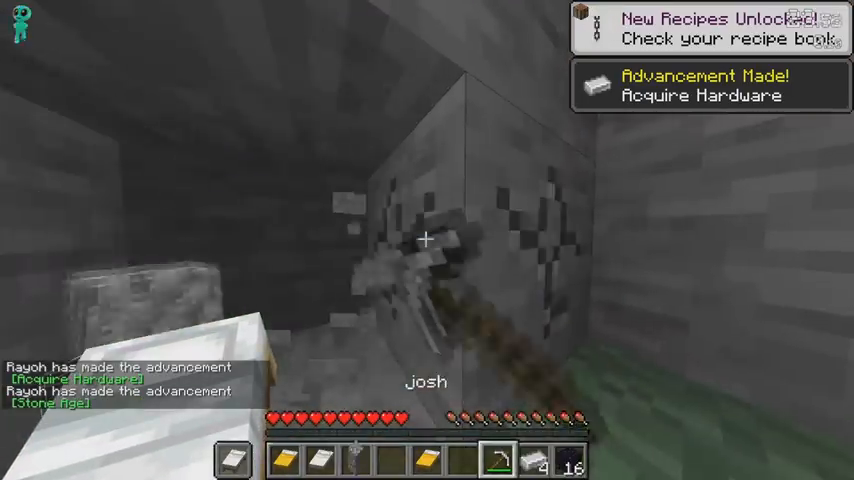 New Recipes Unlocked!
Check your recipe book
Advancement Made!
Acquire Hardware
Rayoh has made the advancement
[Acquire Hardware]
Rayoh has made the advancement
[Stone Age]
josh
4
16